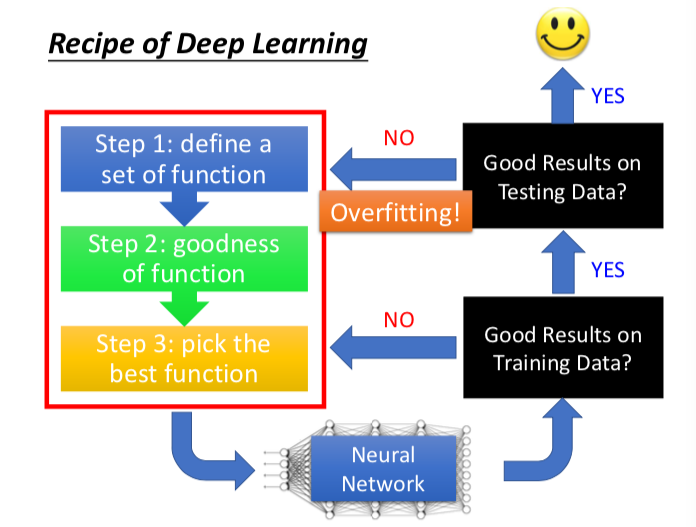 Recipe of Deep Learning
YES
Step 1: define a
set of function
NO
Good Results on
Testing Data?
Overfitting!
Step 2: goodness
of function
YES
Step 3: pick the
best function
NO
Good Results on
Training Data?
Neural
Network